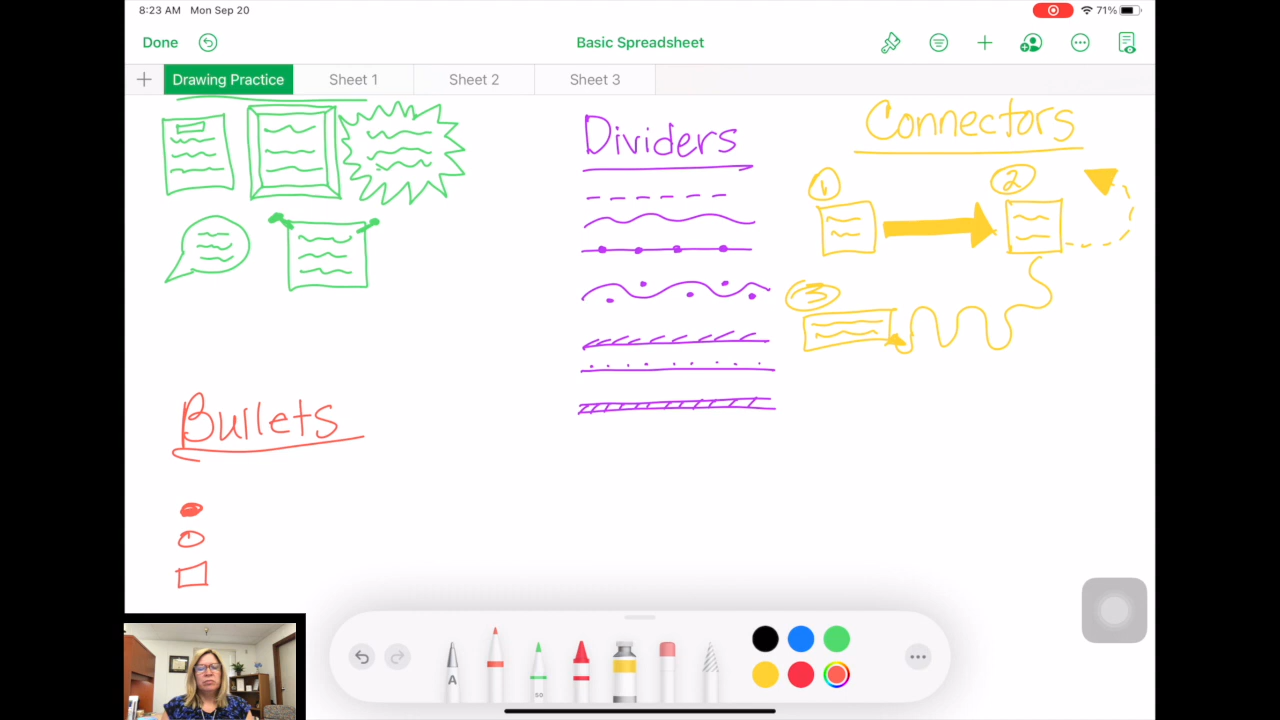 8:23 AM Mon Sep 20
71%
Done
Basic Spreadsheet
Drawing Practice
Sheet 1
Sheet 2
Sheet 3
Dividers
Connectors
1
2
3
Bullets
A
50